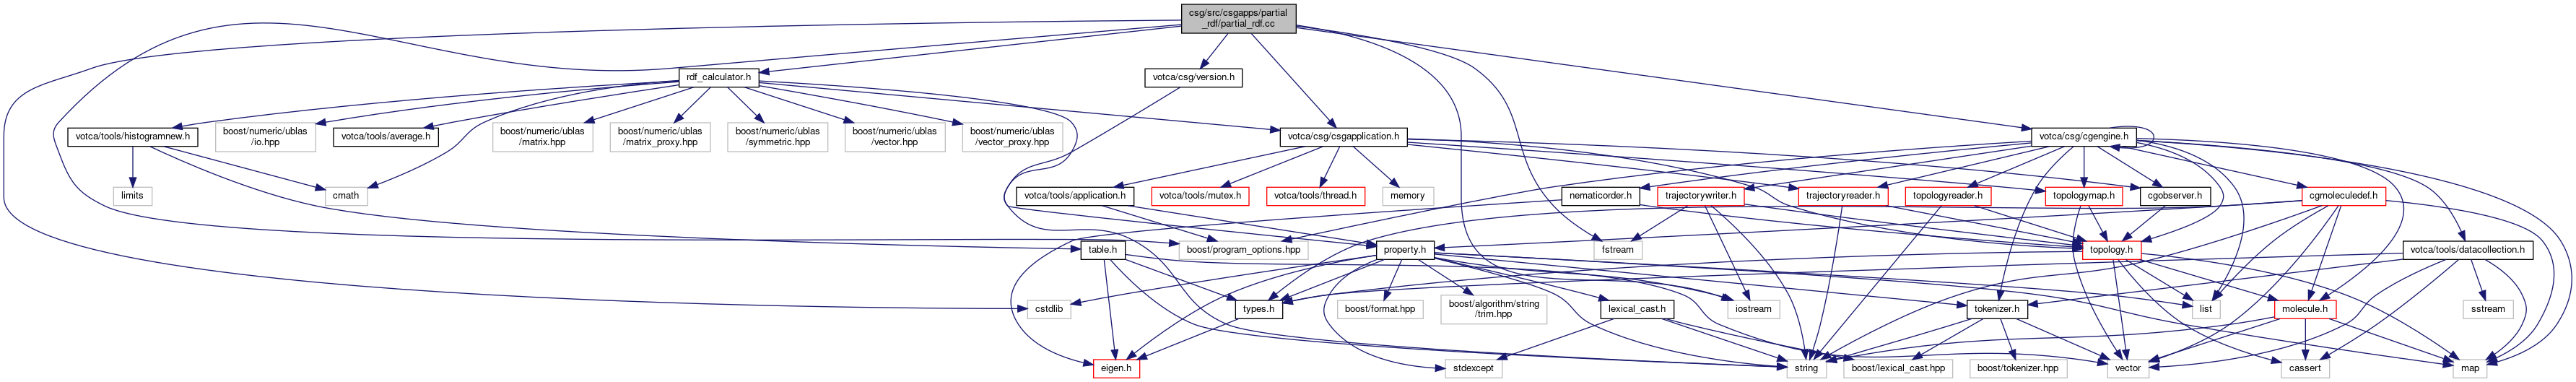 csg/src/csgapps/partial
_rdf/partial_rdf.cc
rdf_calculator.h
votca/csg/version.h
votca/tools/histogramnew.h
boost/numeric/ublas
/io.hpp
votca/tools/average.h
boost/numeric/ublas
/matrix.hpp
boost/numeric/ublas
/matrix_proxy.hpp
boost/numeric/ublas
/symmetric.hpp
boost/numeric/ublas
/vector.hpp
boost/numeric/ublas
/vector_proxy.hpp
votca/csg/csgapplication.h
votca/csg/cgengine.h
limits
cmath
votca/tools/application.h
votca/tools/mutex.h
votca/tools/thread.h
memory
nematicorder.h
trajectorywriter.h
trajectoryreader.h
topologyreader.h
topologymap.h
cgobserver.h
cgmoleculedef.h
table.h
boost/program_options.hpp
property.h
fstream
topology.h
votca/tools/datacollection.h
cstdlib
types.h
boost/format.hpp
boost/algorithm/string
/trim.hpp
lexical_cast.h
iostream
tokenizer.h
list
molecule.h
sstream
eigen.h
stdexcept
string
boost/lexical_cast.hpp
boost/tokenizer.hpp
vector
cassert
map